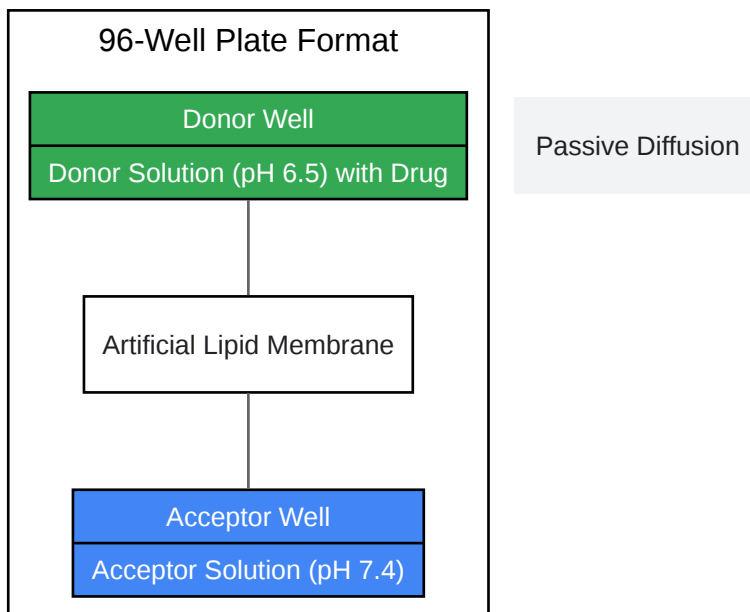 96-Well Plate Format
Donor Well
Donor Solution (pH 6.5) with Drug
Passive Diffusion
Artificial Lipid Membrane
Acceptor Well
Acceptor Solution (pH 7.4)